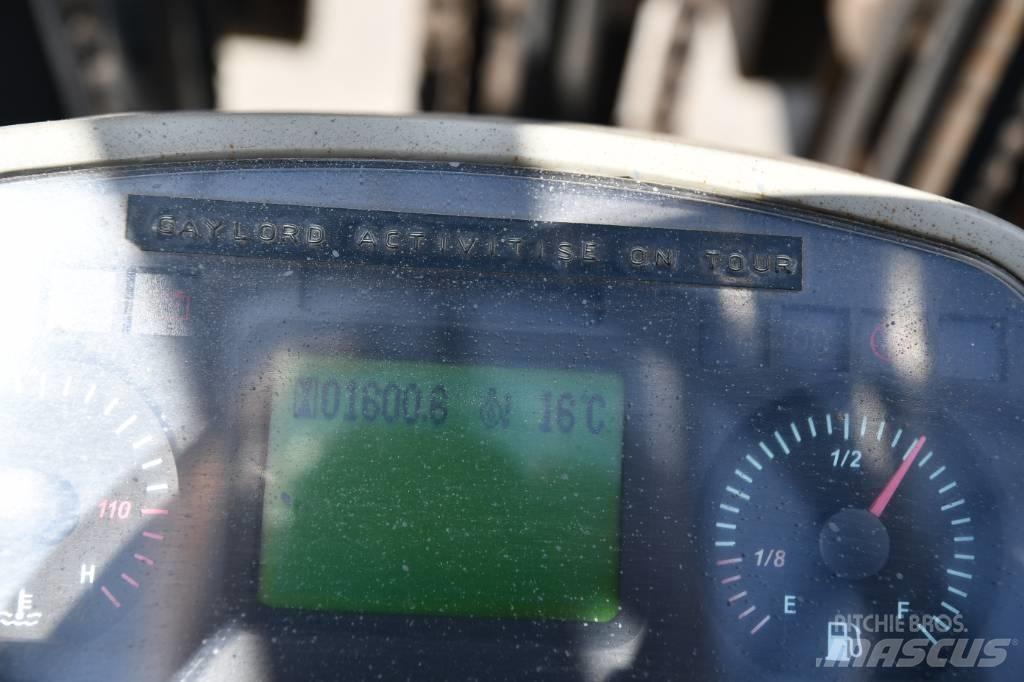 GAYLORD ACTIVITISE ON TOUR
01600.6 16°C
1/2
110
1/8
H
E
F
RITCHIE BROS.
MASCUS